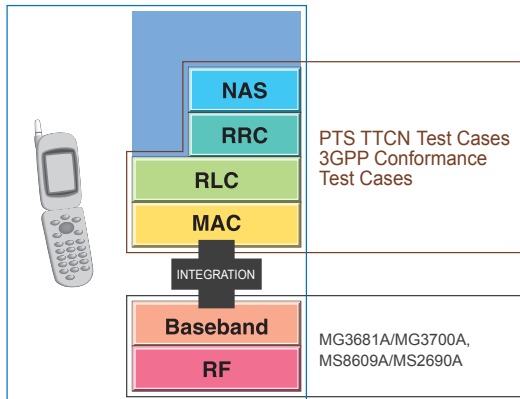 NAS
RRC
RLC
MAC
PTS TTCN Test Cases
3GPP Conformance
Test Cases
INTEGRATION
Baseband
RF
MG3681A/MG3700A,
MS8609A/MS2690A